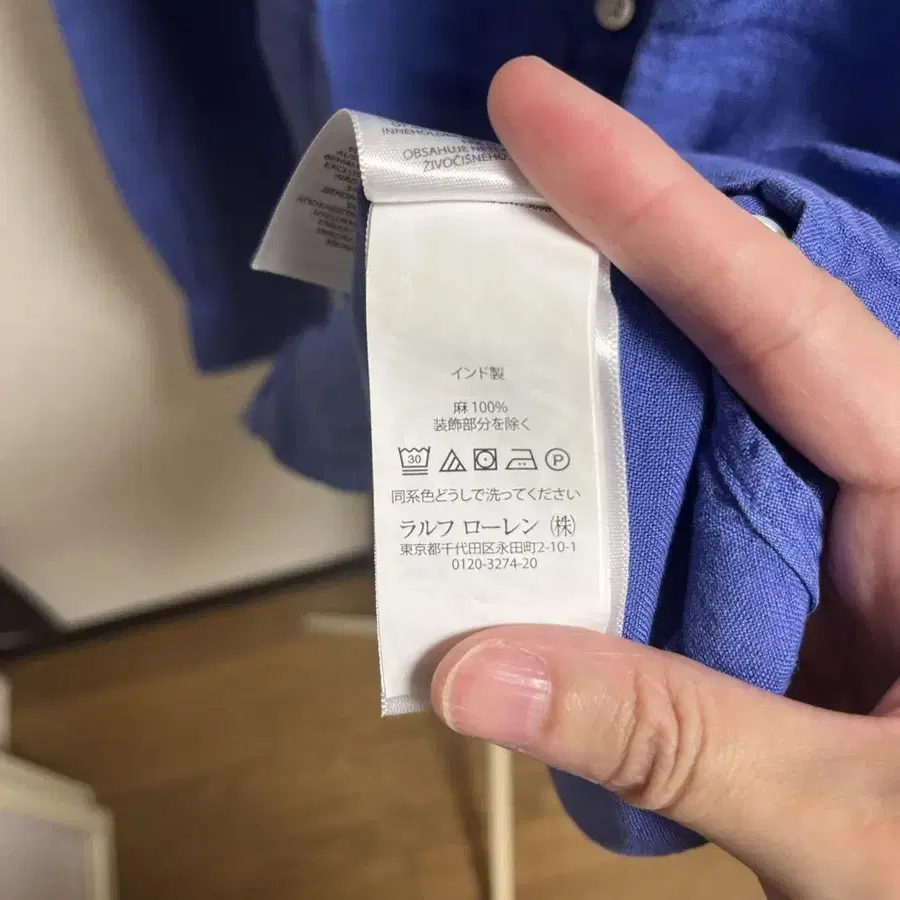 INNEHOLDE
OBSAHUJE NETE
ŽIVOČIŠNÉHO
インド製
麻 100%
装飾部分を除く
30
P
同系色どうしで洗ってください
ラルフ ローレン (株)
東京都千代田区永田町2-10-1
0120-3274-20